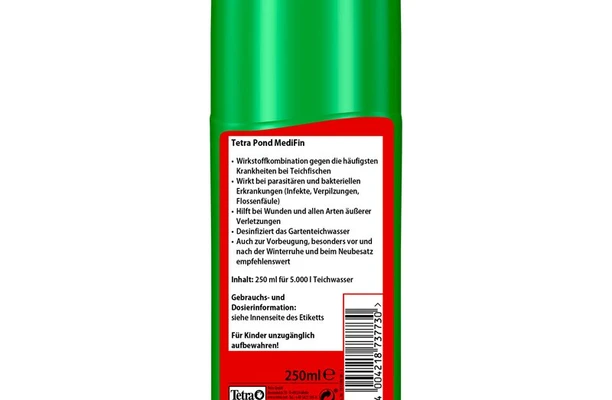 Tetra Pond MediFin
• Wirkstoffkombination gegen die häufigsten
Krankheiten bei Teichfischen
• Wirkt bei parasitären und bakteriellen
Erkrankungen (Infekte, Verpilzungen,
Flossenfäule)
• Hilft bei Wunden und allen Arten äußerer
Verletzungen
• Desinfiziert das Gartenteichwasser
• Auch zur Vorbeugung, besonders vor und
nach der Winterruhe und beim Neubesatz
empfehlenswert
Inhalt: 250 ml für 5.000 l Teichwasser
Gebrauchs- und
Dosierinformation:
siehe Innenseite des Etiketts
Für Kinder unzugänglich
aufbewahren!
250ml e
Tetra
4 004218 737730 >